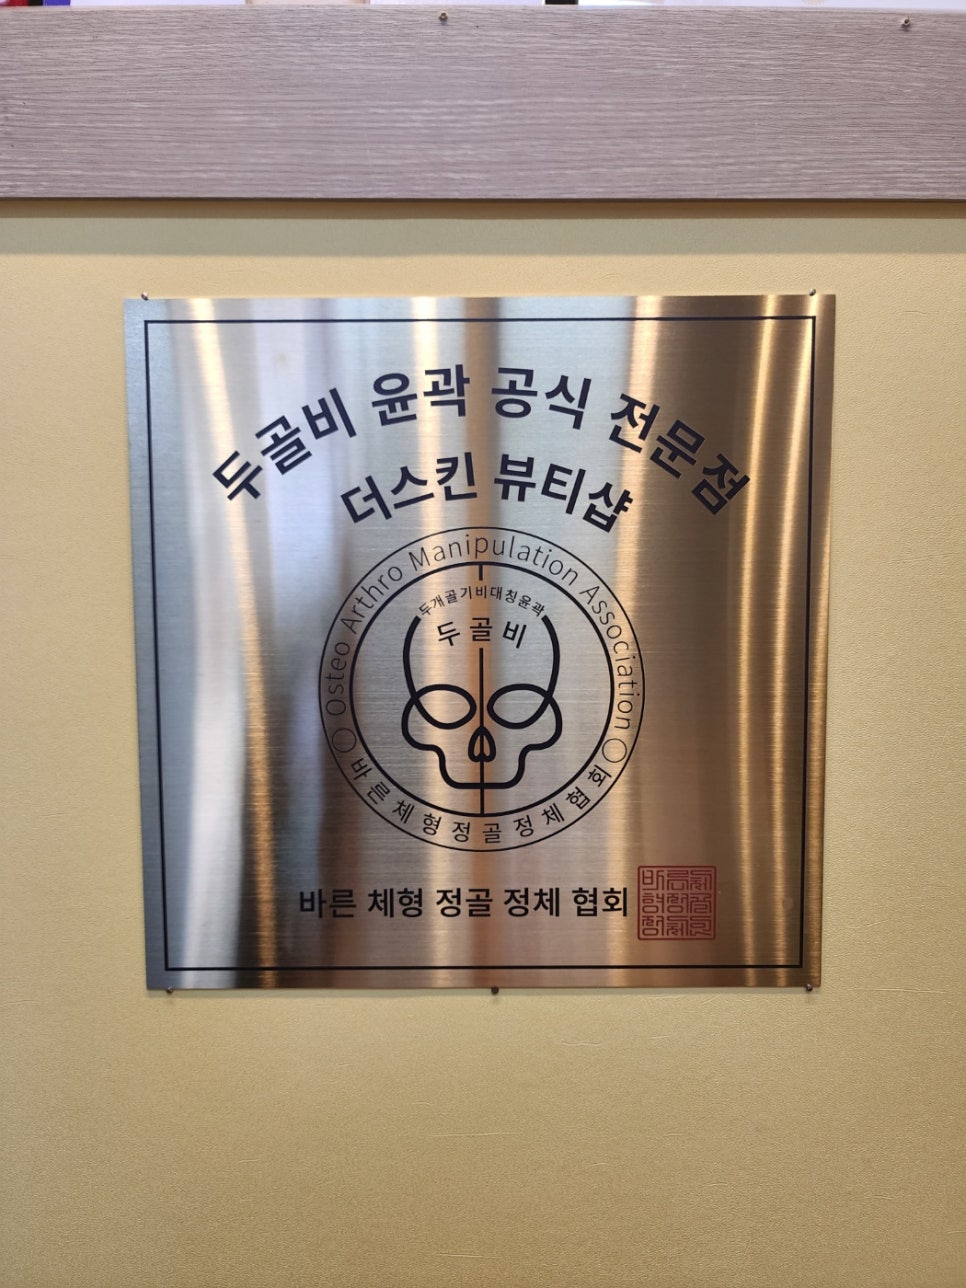 두골비 윤곽 공식 전문점
더스킨 뷰티샵
Osteo Arthro Manipulation Association
두개골기비대칭윤곽
두골비
바른체형정골정체협회
바른 체형 정골 정체 협회